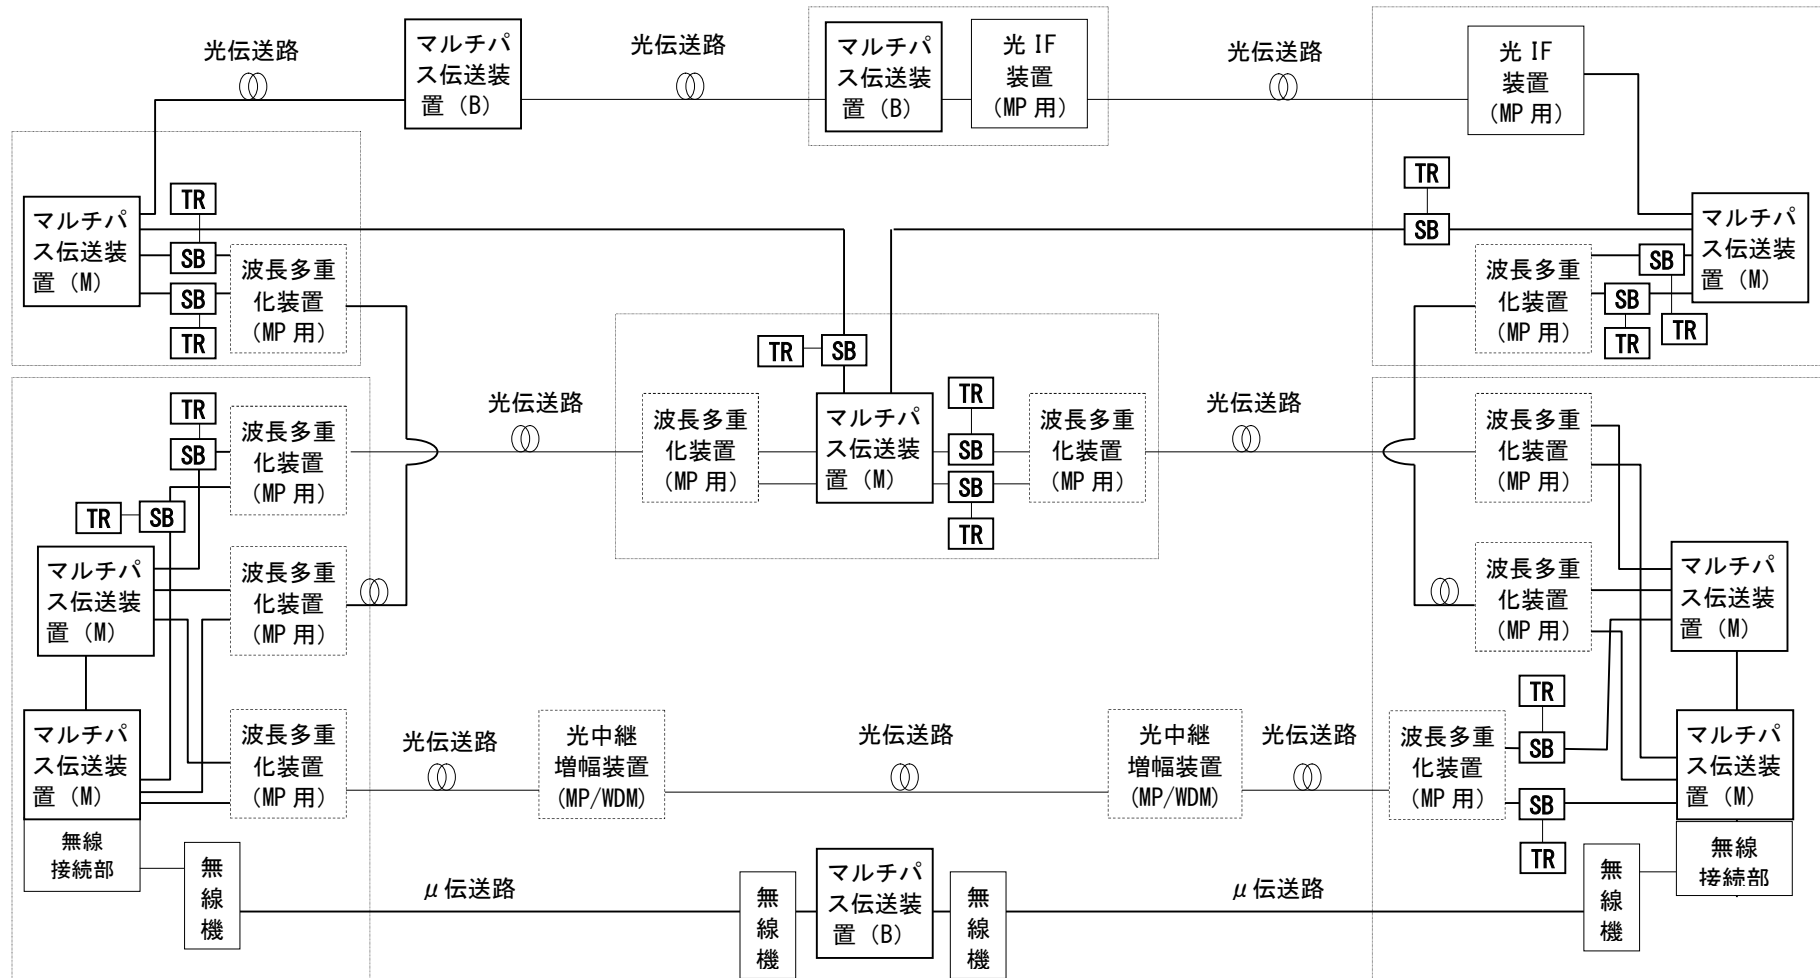 光伝送路
マルチパ
ス伝送装
置（B）
光伝送路
マルチパ
ス伝送装
置（B）
光 IF
装置
（MP 用）
光伝送路
光 IF
装置
（MP 用）
マルチパ
ス伝送装
置（M）
TR
SB
SB
TR
波長多重
化装置
（MP 用）
TR
SB
マルチパ
ス伝送装
置（M）
波長多重
化装置
（MP 用）
SB
SB
TR
TR
TR
SB
TR
SB
波長多重
化装置
（MP 用）
光伝送路
波長多重
化装置
（MP 用）
マルチパ
ス伝送装
置（M）
TR
SB
SB
TR
波長多重
化装置
（MP 用）
光伝送路
波長多重
化装置
（MP 用）
TR
SB
マルチパ
ス伝送装
置（M）
波長多重
化装置
（MP 用）
波長多重
化装置
（MP 用）
マルチパ
ス伝送装
置（M）
マルチパ
ス伝送装
置（M）
波長多重
化装置
（MP 用）
光伝送路
光中継
増幅装置
(MP/WDM)
光伝送路
光中継
増幅装置
(MP/WDM)
光伝送路
波長多重
化装置
（MP 用）
TR
SB
SB
TR
マルチパ
ス伝送装
置（M）
無線
接続部
無
線
機
μ伝送路
無
線
機
マルチパ
ス伝送装
置（B）
無
線
機
μ伝送路
無
線
機
無線
接続部